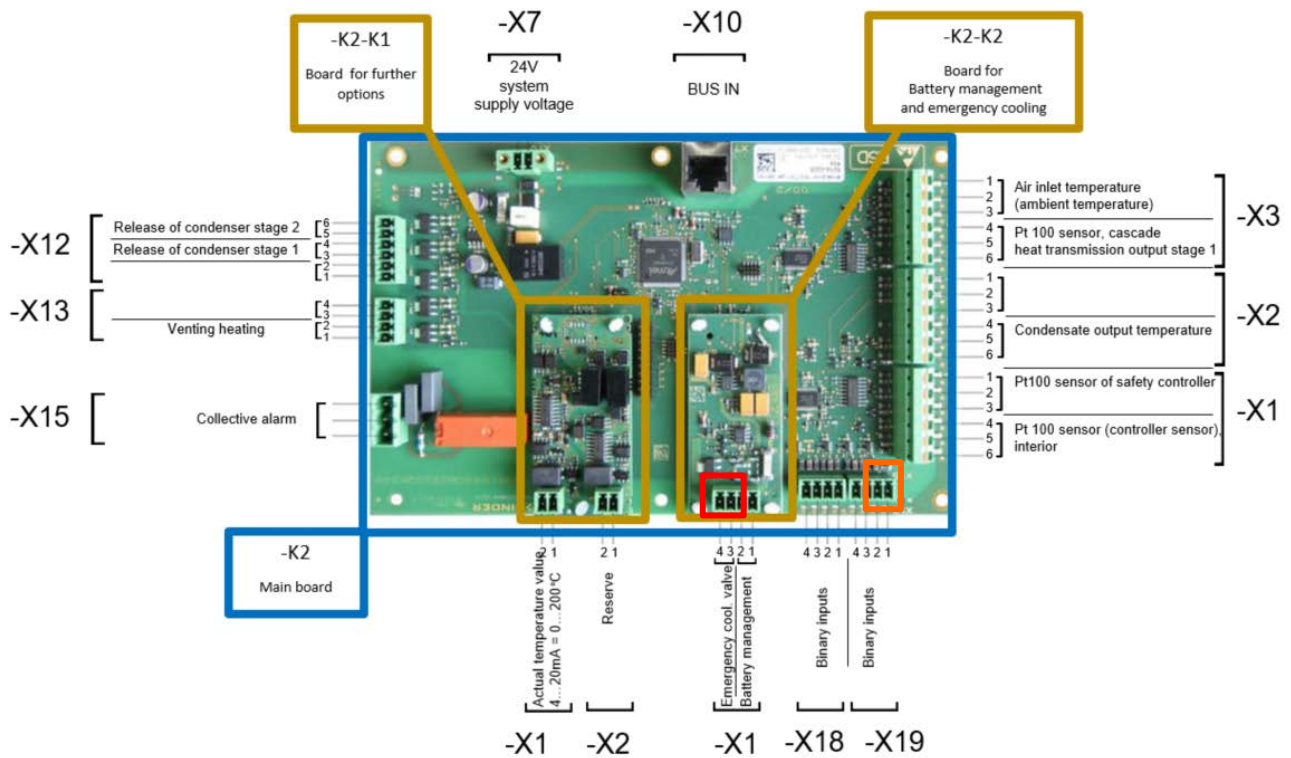 -K2-K1
Board for further
options
-X7
24V
system
supply voltage
-X10
BUS IN
-K2-K2
Board for
Battery management
and emergency cooling
-X12
Release of condenser stage 2
Release of condenser stage 1
6
5
4
3
2
1
-X13
Venting heating
4
3
2
1
-X15
Collective alarm
1
2
3
Air inlet temperature
(ambient temperature)
4
5
6
Pt 100 sensor, cascade
heat transmission output stage 1
-X3
1
2
3
4
5
6
Condensate output temperature
-X2
1
2
3
Pt100 sensor of safety controller
4
5
6
Pt 100 sensor (controller sensor),
interior
-X1
-K2
Main board
2 1
Actual temperature value
4...20mA = 0...200°C
-X1
2 1
Reserve
-X2
4 3 2 1
Emergency cool. valve
Battery management
-X1
4 3 2 1
Binary inputs
-X18
4 3 2 1
Binary inputs
-X19